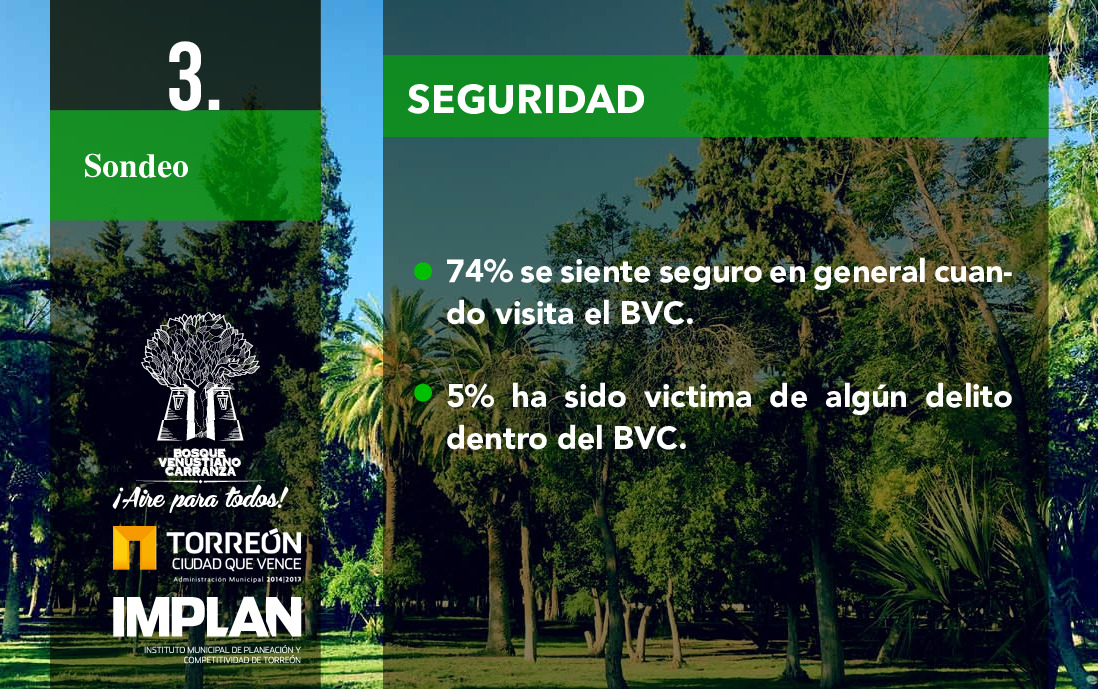 3.
Sondeo
BOSQUE
VENUSTIANO
CARRANZA
¡Aire para todos!
TORREÓN
CIUDAD QUE VENCE
Administración Municipal 2014|2017
IMPLAN
INSTITUTO MUNICIPAL DE PLANEACIÓN Y
COMPETITIVIDAD DE TORREÓN
SEGURIDAD
74% se siente seguro en general cuan-
do visita el BVC.
5% ha sido victima de algún delito
dentro del BVC.